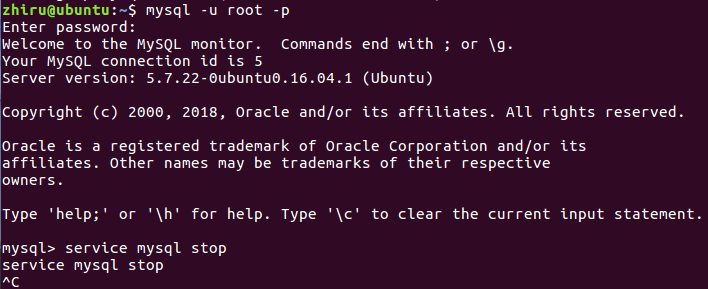 zhiru@ubuntu:~$ mysql -u root -p
Enter password:
Welcome to the MySQL monitor.  Commands end with ; or \g.
Your MySQL connection id is 5
Server version: 5.7.22-0ubuntu0.16.04.1 (Ubuntu)
Copyright (c) 2000, 2018, Oracle and/or its affiliates. All rights reserved.
Oracle is a registered trademark of Oracle Corporation and/or its
affiliates. Other names may be trademarks of their respective
owners.
Type 'help;' or '\h' for help. Type '\c' to clear the current input statement.
mysql> service mysql stop
service mysql stop
^C